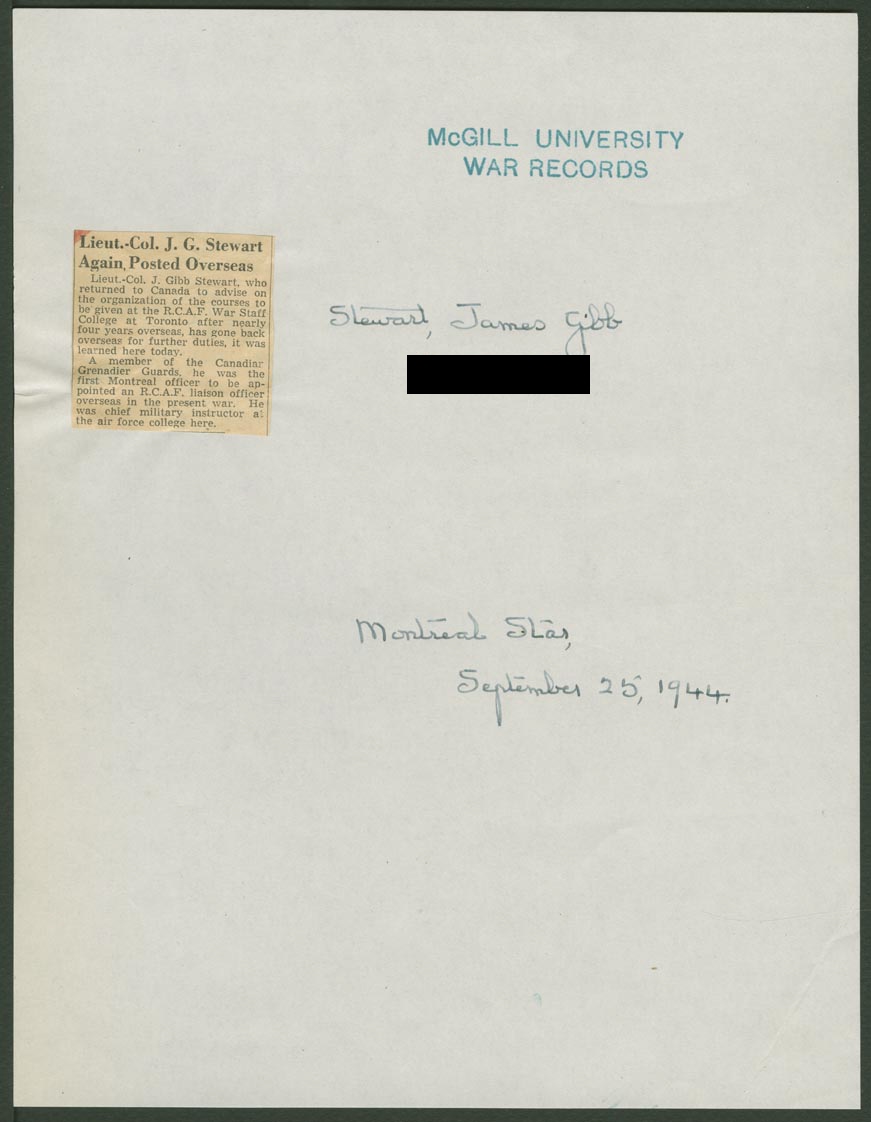 McGILL UNIVERSITY
WAR RECORDS
Lieut.-Col. J. G. Stewart
Again Posted Overseas
Lieut.-Col. J. Gibb Stewart, who
returned to Canada to advise on
the organization of the courses to
be given at the R.C.A.F. War Staff
College at Toronto after nearly
four years overseas, has gone back
overseas for further duties, it was
learned here today.
A member of the Canadian
Grenadier Guards, he was the
first Montreal officer to be ap-
pointed an R.C.A.F. liaison officer
overseas in the present war. He
was chief military instructor at
the air force college here.
Stewart, James Gibb
Montreal Star,
September 25, 1944.